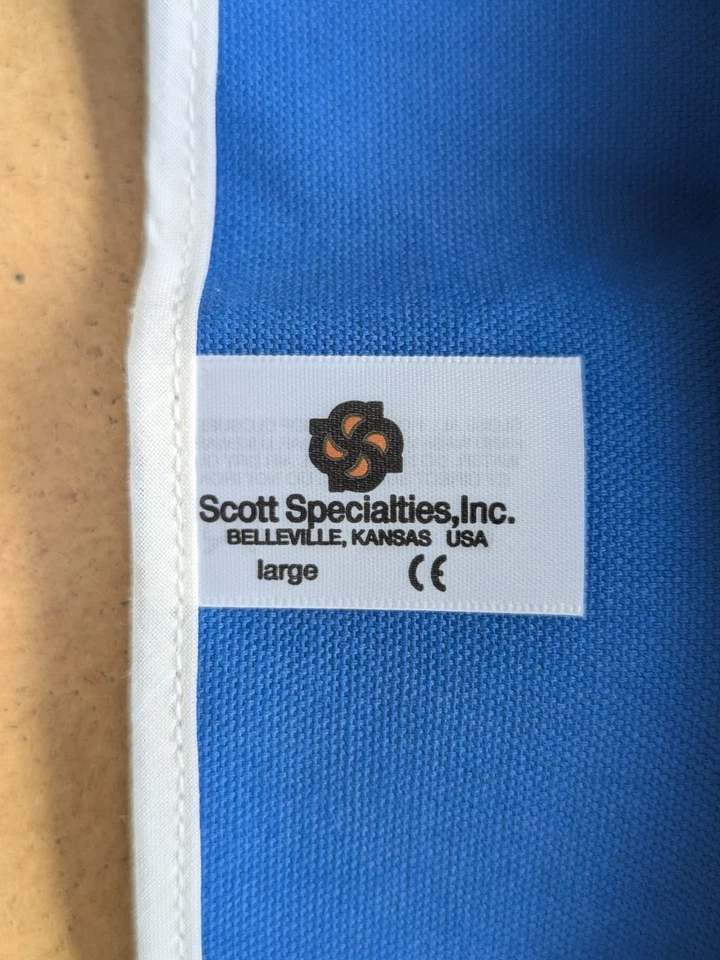 Scott Specialties,Inc.
BELLEVILLE, KANSAS USA
large CE